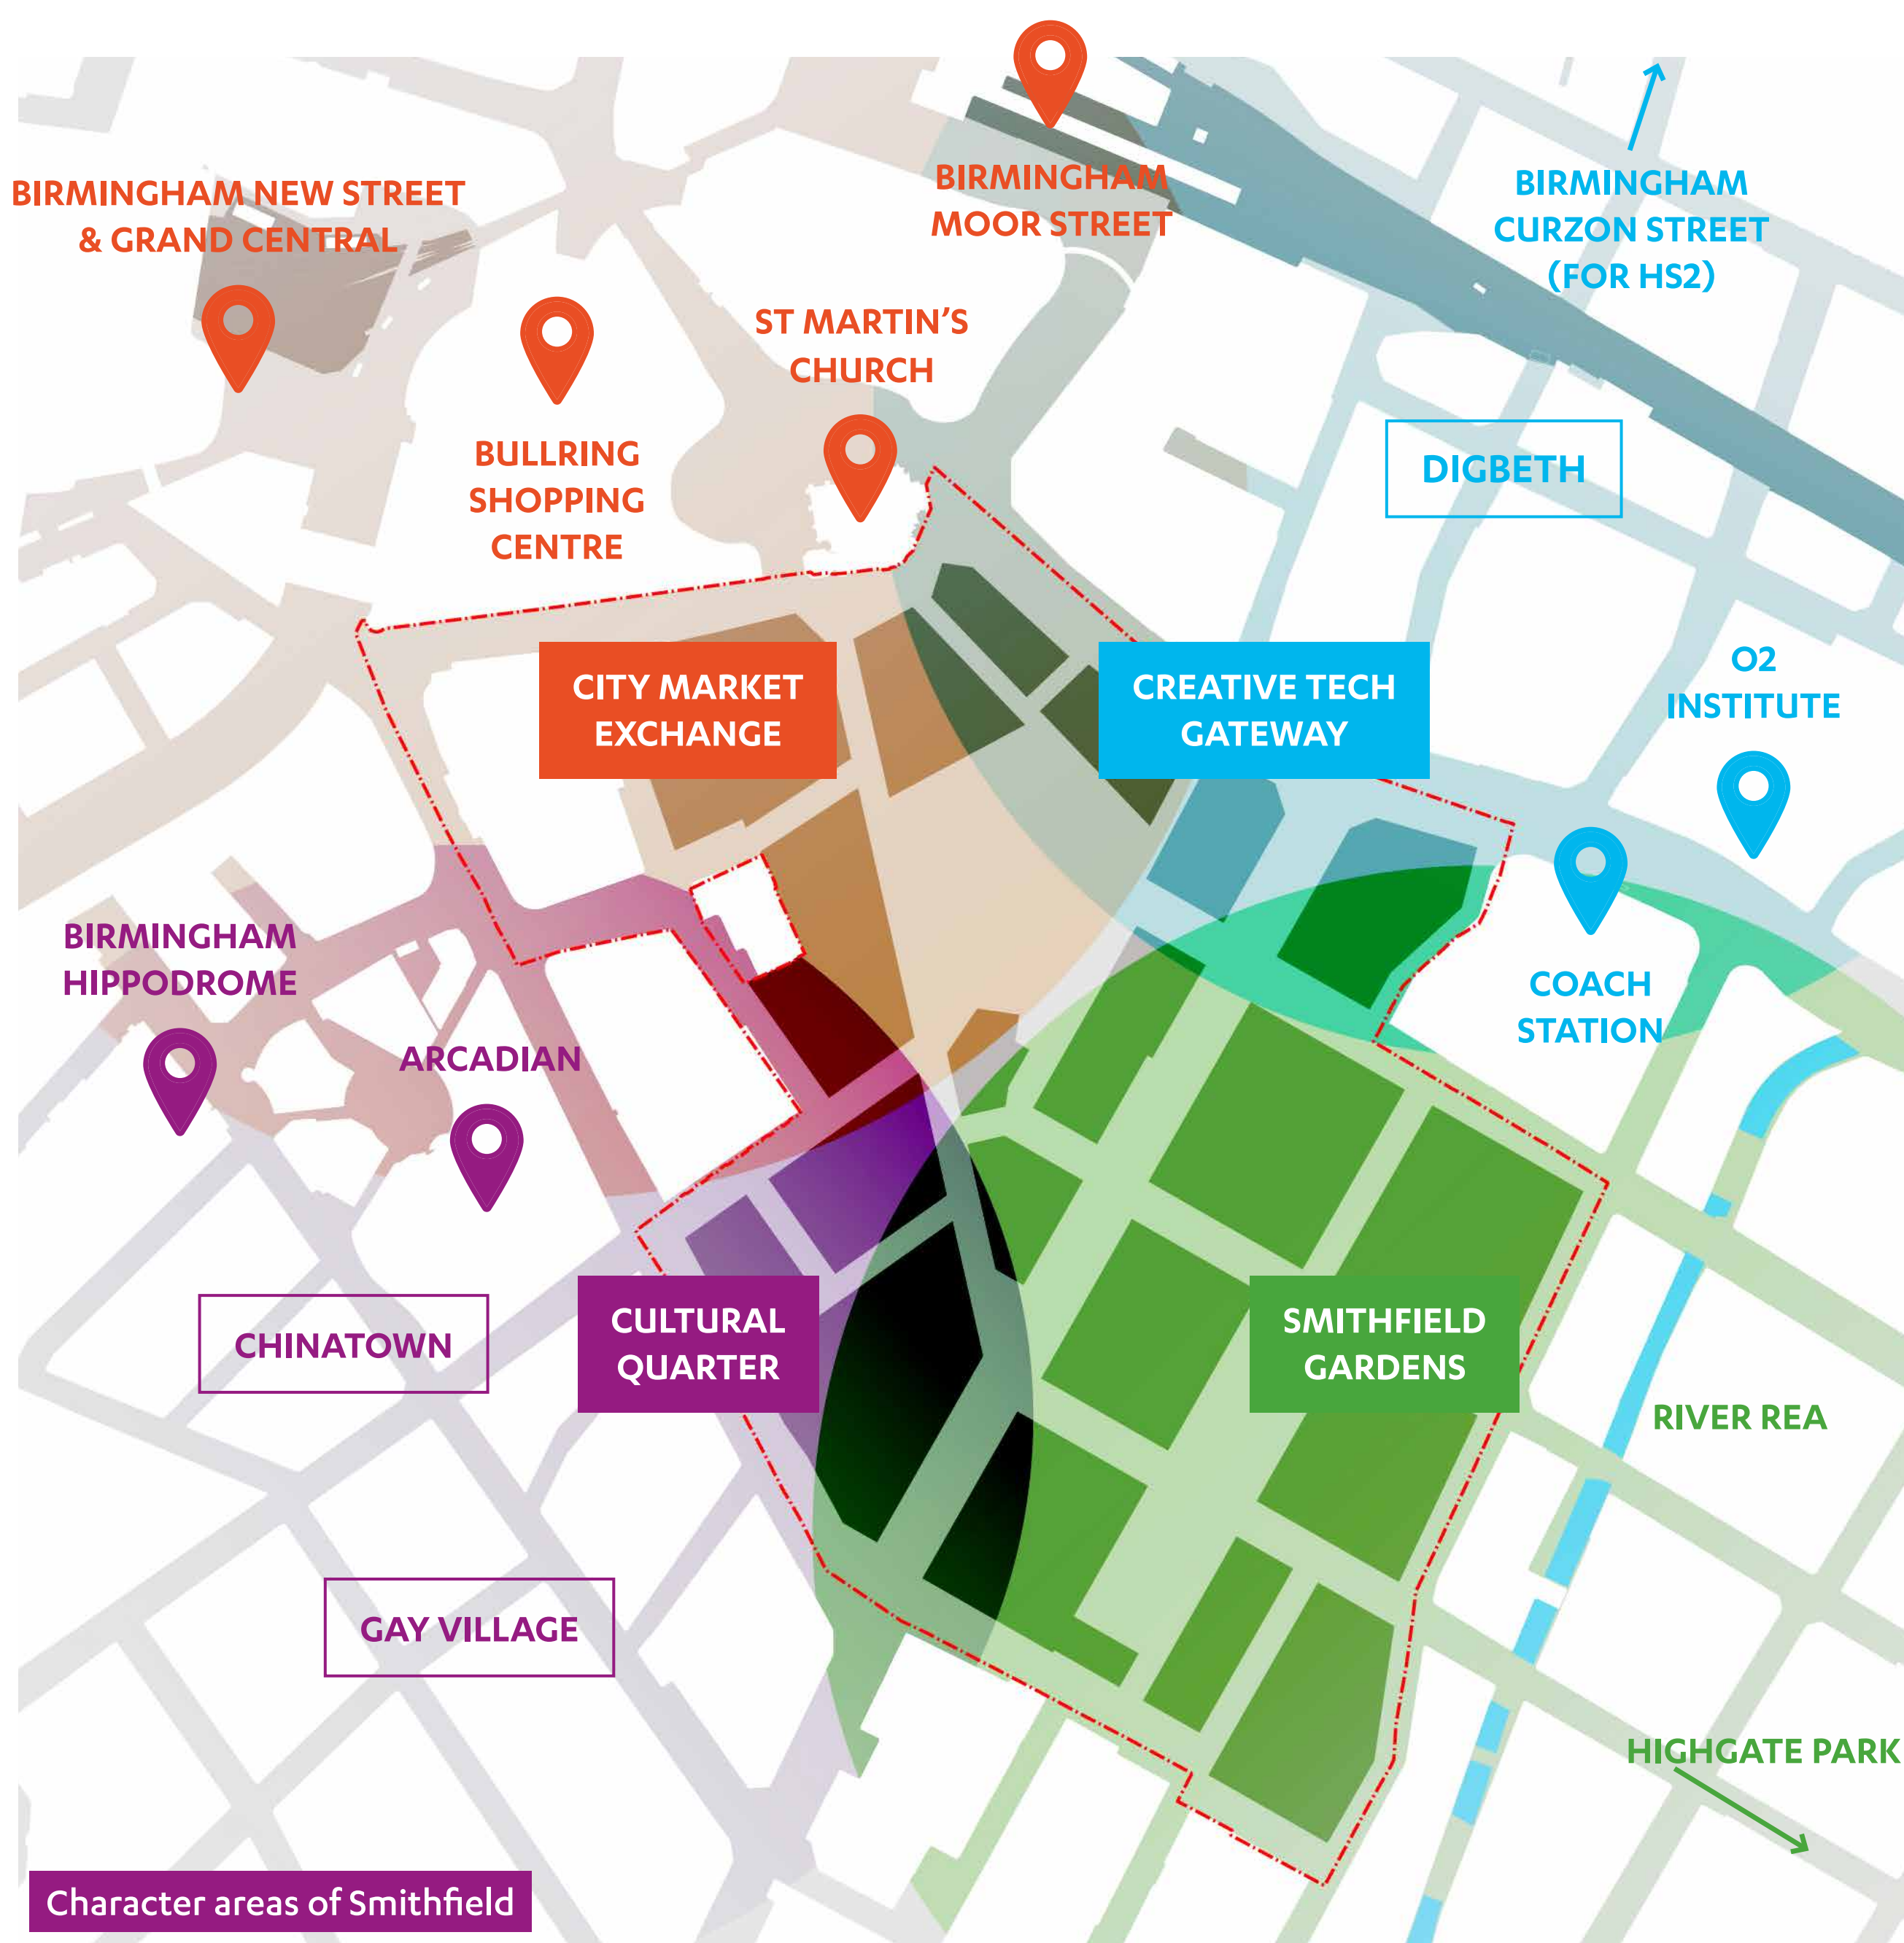 BIRMINGHAM NEW STREET
& GRAND CENTRAL
BIRMINGHAM
MOOR STREET
BIRMINGHAM
CURZON STREET
(FOR HS2)
ST MARTIN’S
CHURCH
BULLRING
SHOPPING
CENTRE
DIGBETH
CITY MARKET
EXCHANGE
CREATIVE TECH
GATEWAY
O2
INSTITUTE
BIRMINGHAM
HIPPODROME
ARCADIAN
COACH
STATION
CHINATOWN
CULTURAL
QUARTER
SMITHFIELD
GARDENS
RIVER REA
GAY VILLAGE
HIGHGATE PARK
Character areas of Smithfield